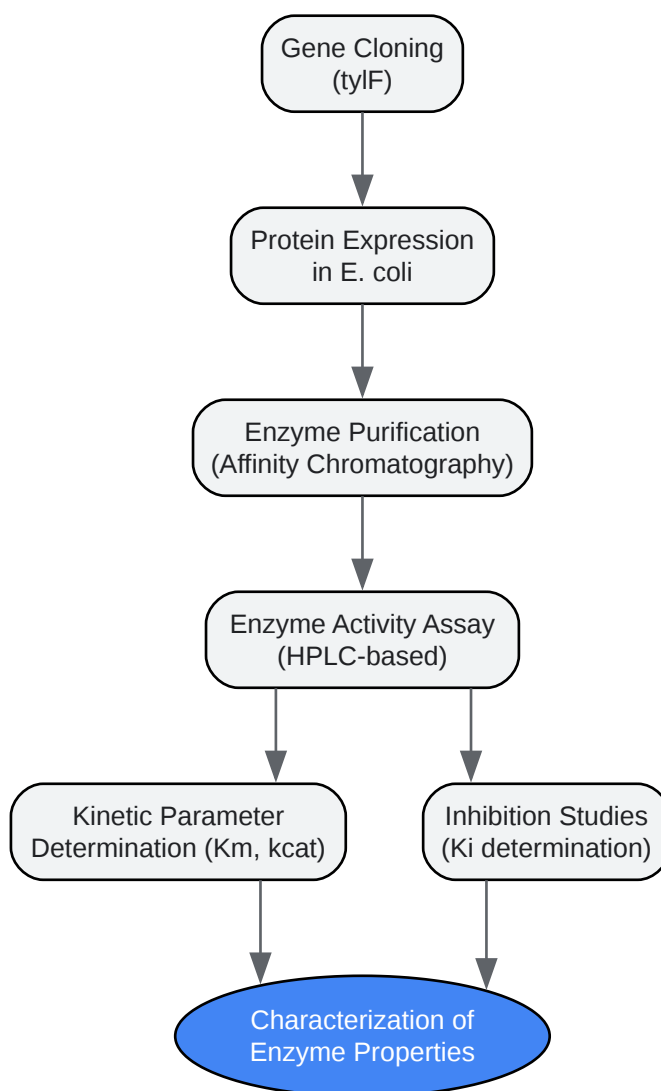 Gene Cloning
(tylF)
Protein Expression
in E. coli
Enzyme Purification
(Affinity Chromatography)
Enzyme Activity Assay
(HPLC-based)
Kinetic Parameter
Determination (Km, kcat)
Inhibition Studies
(Ki determination)
Characterization of
Enzyme Properties